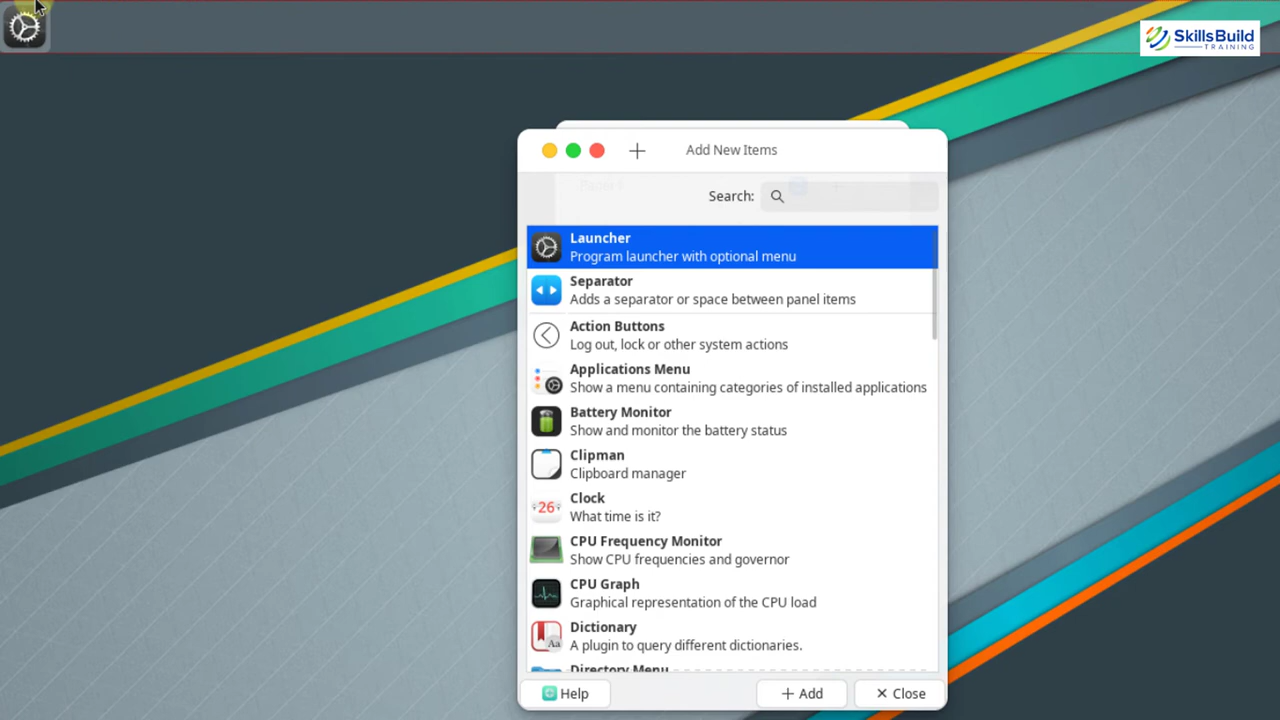 SkillsBuild
TRAINING
Add New Items
Search:
Launcher
Program launcher with optional menu
Separator
Adds a separator or space between panel items
Action Buttons
Log out, lock or other system actions
Applications Menu
Show a menu containing categories of installed applications
Battery Monitor
Show and monitor the battery status
Clipman
Clipboard manager
26
Clock
What time is it?
CPU Frequency Monitor
Show CPU frequencies and governor
CPU Graph
Graphical representation of the CPU load
Aa
Dictionary
A plugin to query different dictionaries.
Directory Menu
Help
Add
Close